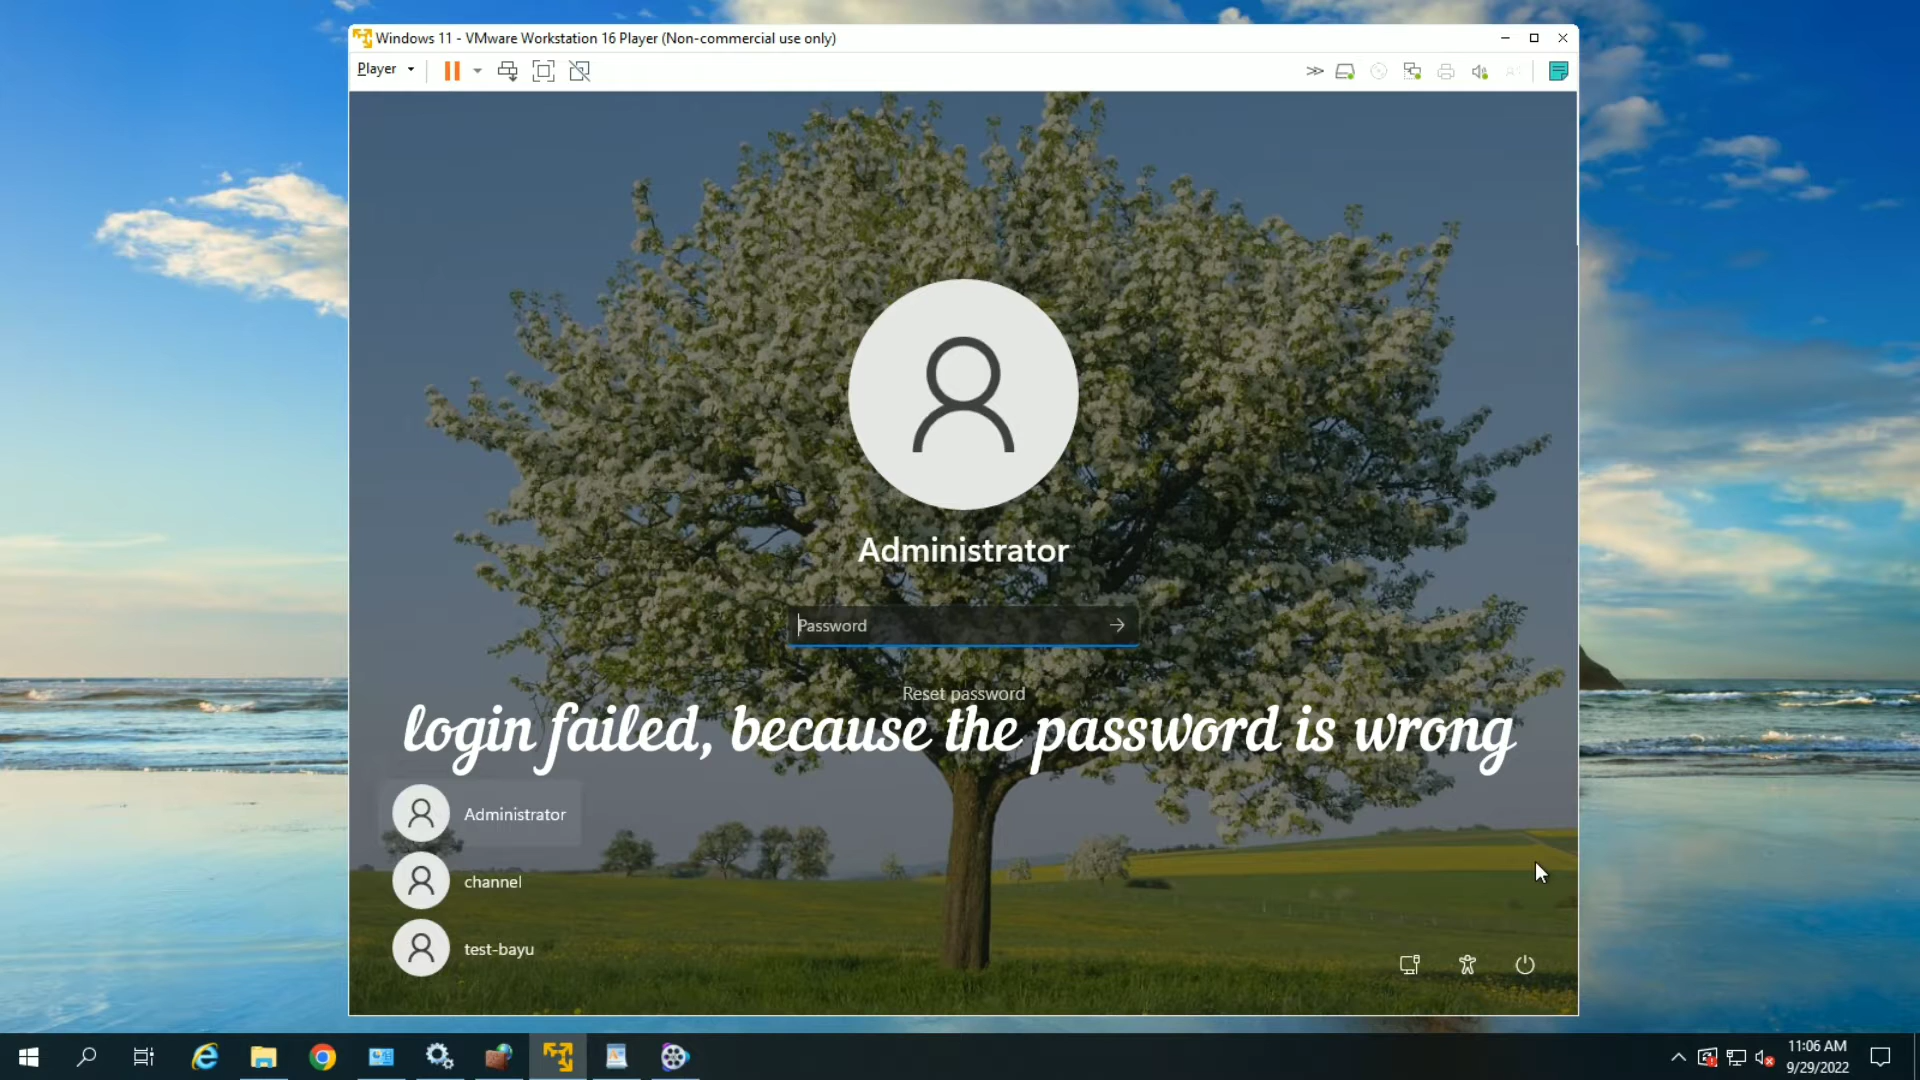 Windows 11 - VMware Workstation 16 Player (Non-commercial use only)
Player
Administrator
Password
Reset password
login failed, because the password is wrong
Administrator
channel
test-bayu
11:06 AM
9/29/2022